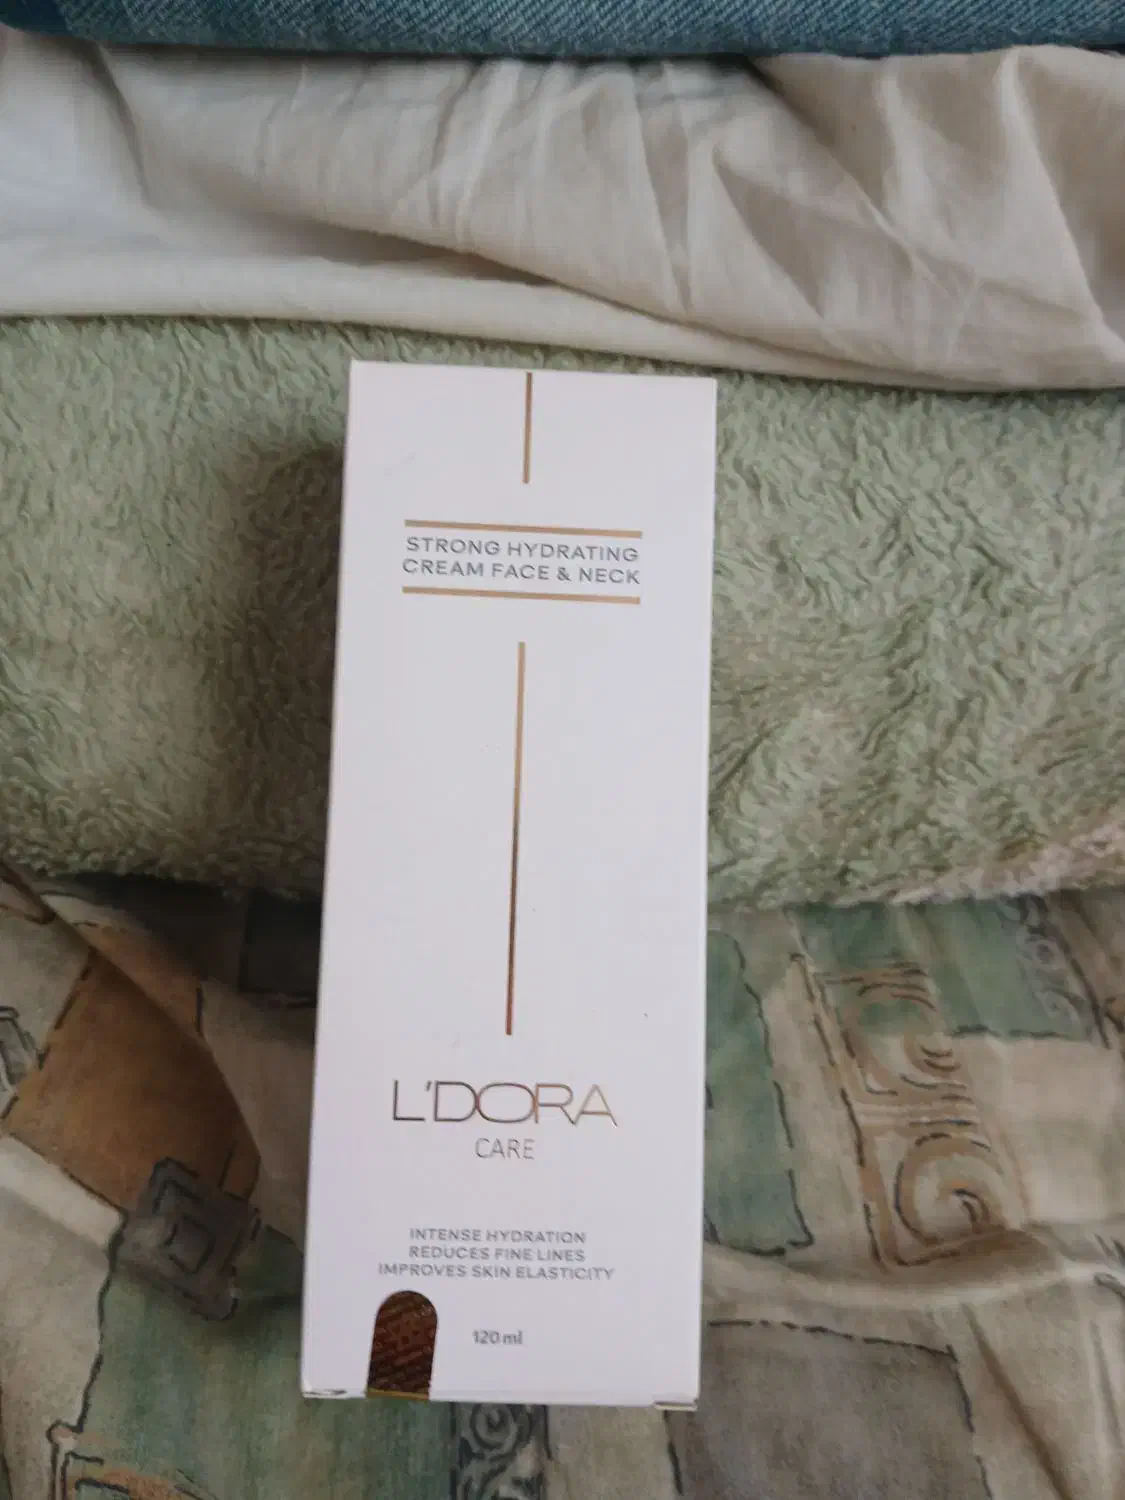 STRONG HYDRATING
CREAM FACE & NECK
L'DORA
CARE
INTENSE HYDRATION
REDUCES FINE LINES
IMPROVES SKIN ELASTICITY
120 ml